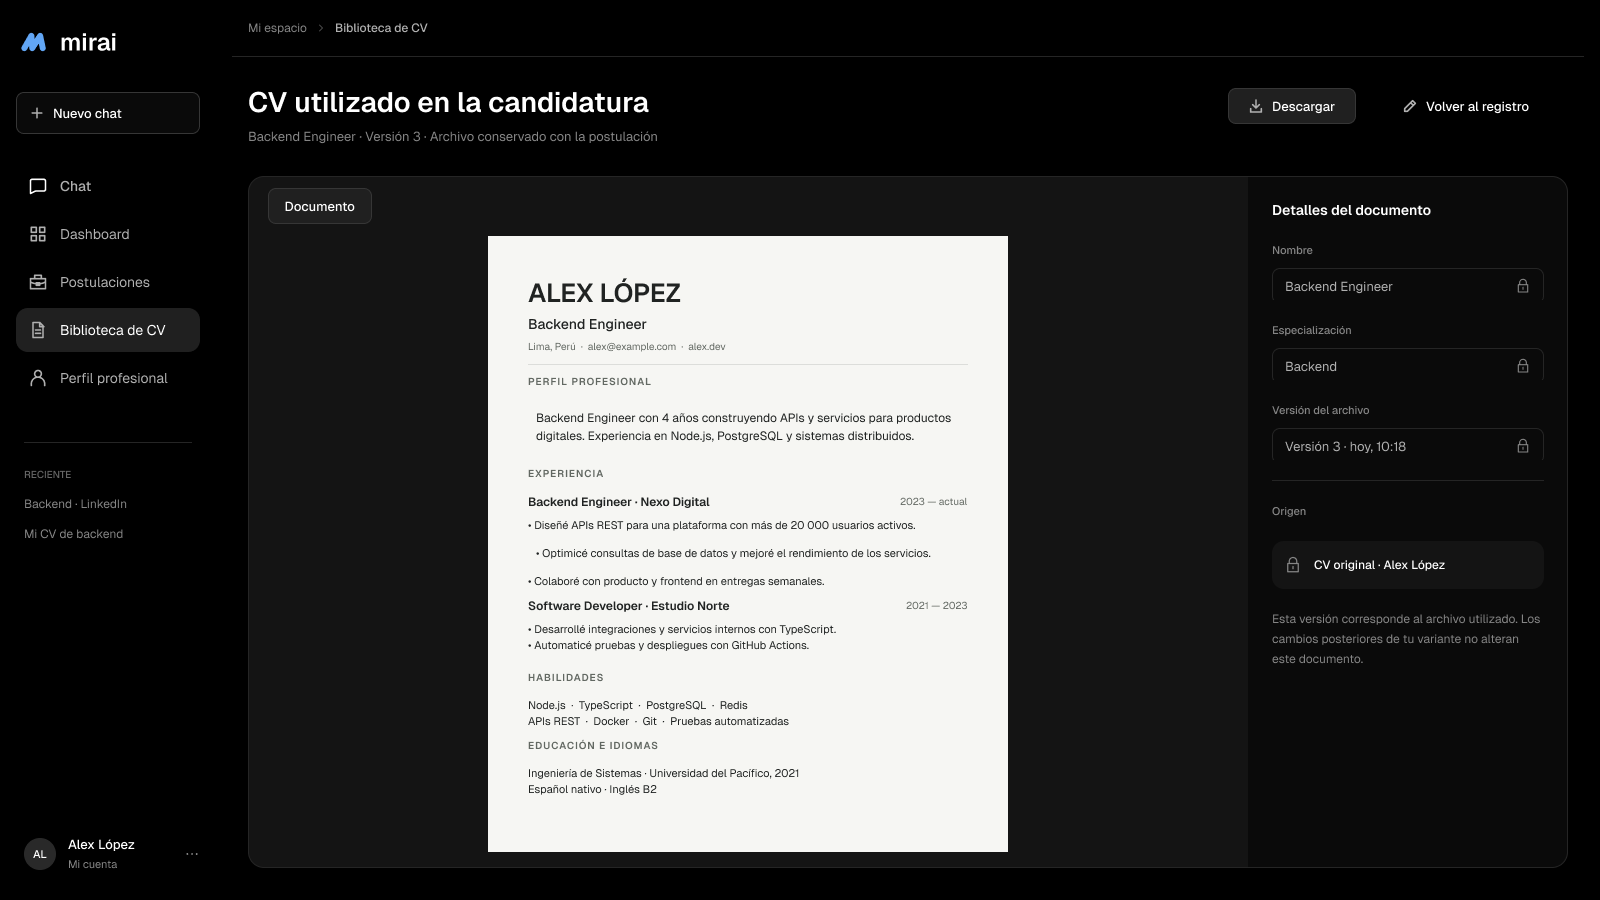 mirai
Nuevo chat
Chat
Dashboard
Postulaciones
Biblioteca de CV
Perfil profesional
RECIENTE
Backend · LinkedIn
Mi CV de backend
AL
Alex López
Mi cuenta
Mi espacio
Biblioteca de CV
CV utilizado en la candidatura
Backend Engineer · Versión 3 · Archivo conservado con la postulación
Descargar
Volver al registro
Documento
ALEX LÓPEZ
Backend Engineer
Lima, Perú · alex@example.com · alex.dev
PERFIL PROFESIONAL
Backend Engineer con 4 años construyendo APIs y servicios para productos
digitales. Experiencia en Node.js, PostgreSQL y sistemas distribuidos.
EXPERIENCIA
Backend Engineer · Nexo Digital 2023 — actual
• Diseñé APIs REST para una plataforma con más de 20 000 usuarios activos.
• Optimicé consultas de base de datos y mejoré el rendimiento de los servicios.
• Colaboré con producto y frontend en entregas semanales.
Software Developer · Estudio Norte 2021 — 2023
• Desarrollé integraciones y servicios internos con TypeScript.
• Automaticé pruebas y despliegues con GitHub Actions.
HABILIDADES
Node.js · TypeScript · PostgreSQL · Redis
APIs REST · Docker · Git · Pruebas automatizadas
EDUCACIÓN E IDIOMAS
Ingeniería de Sistemas · Universidad del Pacífico, 2021
Español nativo · Inglés B2
Detalles del documento
Nombre
Backend Engineer
Especialización
Backend
Versión del archivo
Versión 3 · hoy, 10:18
Origen
CV original · Alex López
Esta versión corresponde al archivo utilizado. Los
cambios posteriores de tu variante no alteran
este documento.